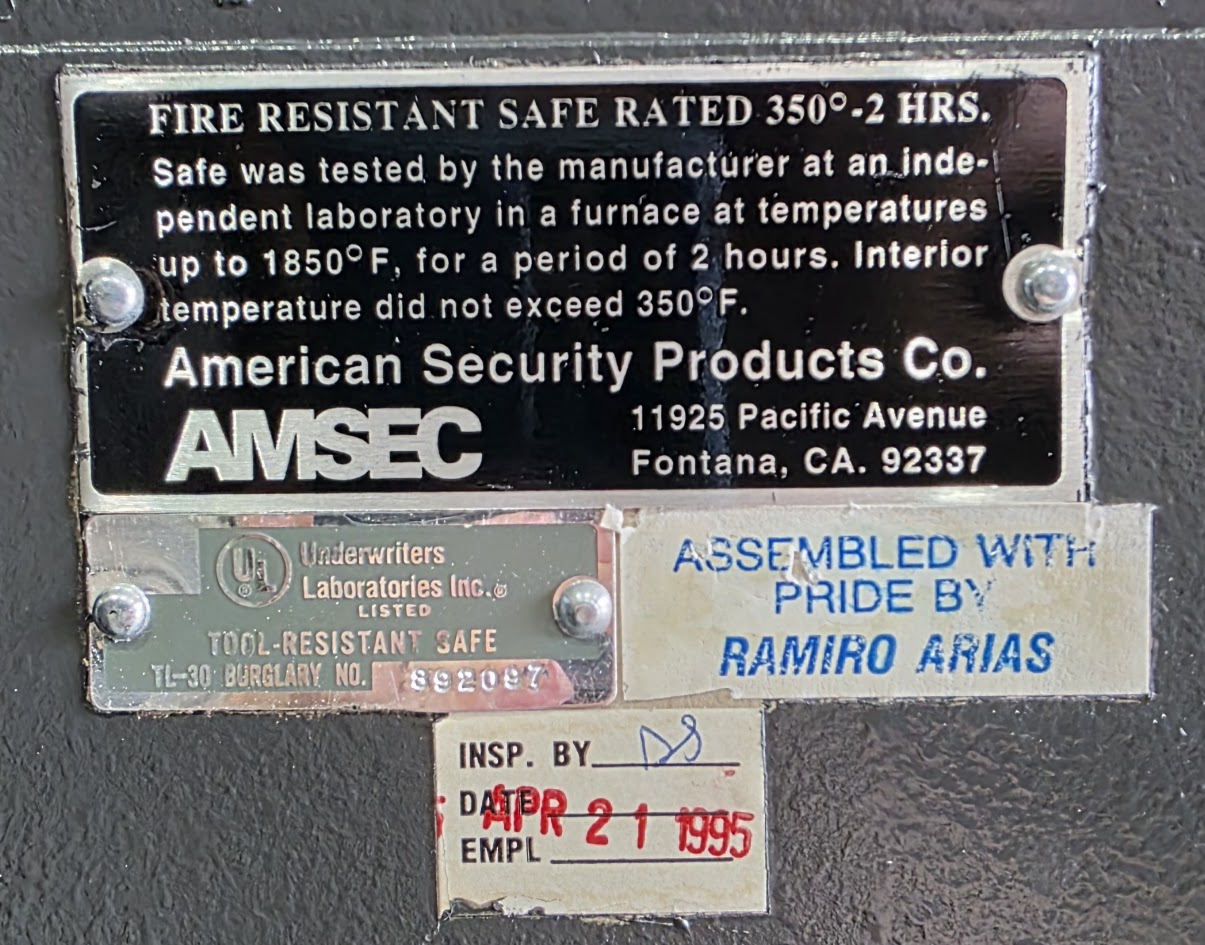 FIRE RESISTANT SAFE RATED 350°-2 HRS.
Safe was tested by the manufacturer at an inde-
pendent laboratory in a furnace at temperatures
up to 1850°F, for a period of 2 hours. Interior
temperature did not exceed 350°F.
American Security Products Co.
AMSEC
11925 Pacific Avenue
Fontana, CA. 92337
UL ®
Underwriters
Laboratories Inc.®
LISTED
TOOL-RESISTANT SAFE
TL-30 BURGLARY NO. 892097
ASSEMBLED WITH
PRIDE BY
RAMIRO ARIAS
INSP. BY DS
DATE APR 21 1995
EMPL